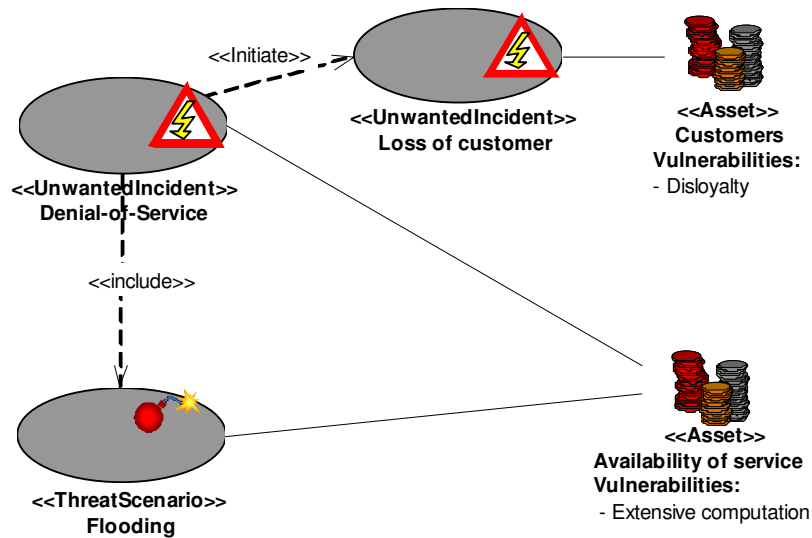 <<Initiate>>
<<UnwantedIncident>>
Loss of customer
<<Asset>>
Customers
Vulnerabilities:
- Disloyalty
<<UnwantedIncident>>
Denial-of-Service
<<include>>
<<ThreatScenario>>
Flooding
<<Asset>>
Availability of service
Vulnerabilities:
- Extensive computation